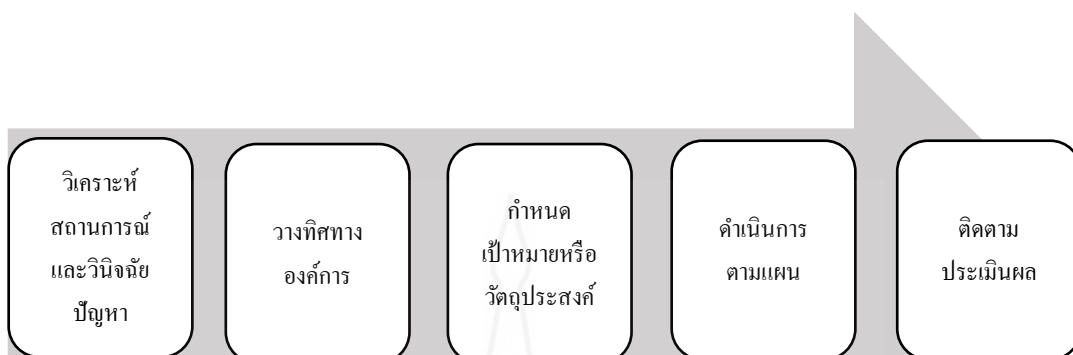 วิเคราะห์
สถานการณ์
และวินิจฉัย
ปัญหา
วางทิศทาง
องค์การ
กำหนด
เป้าหมายหรือ
วัตถุประสงค์
ดำเนินการ
ตามแผน
ติดตาม
ประเมินผล